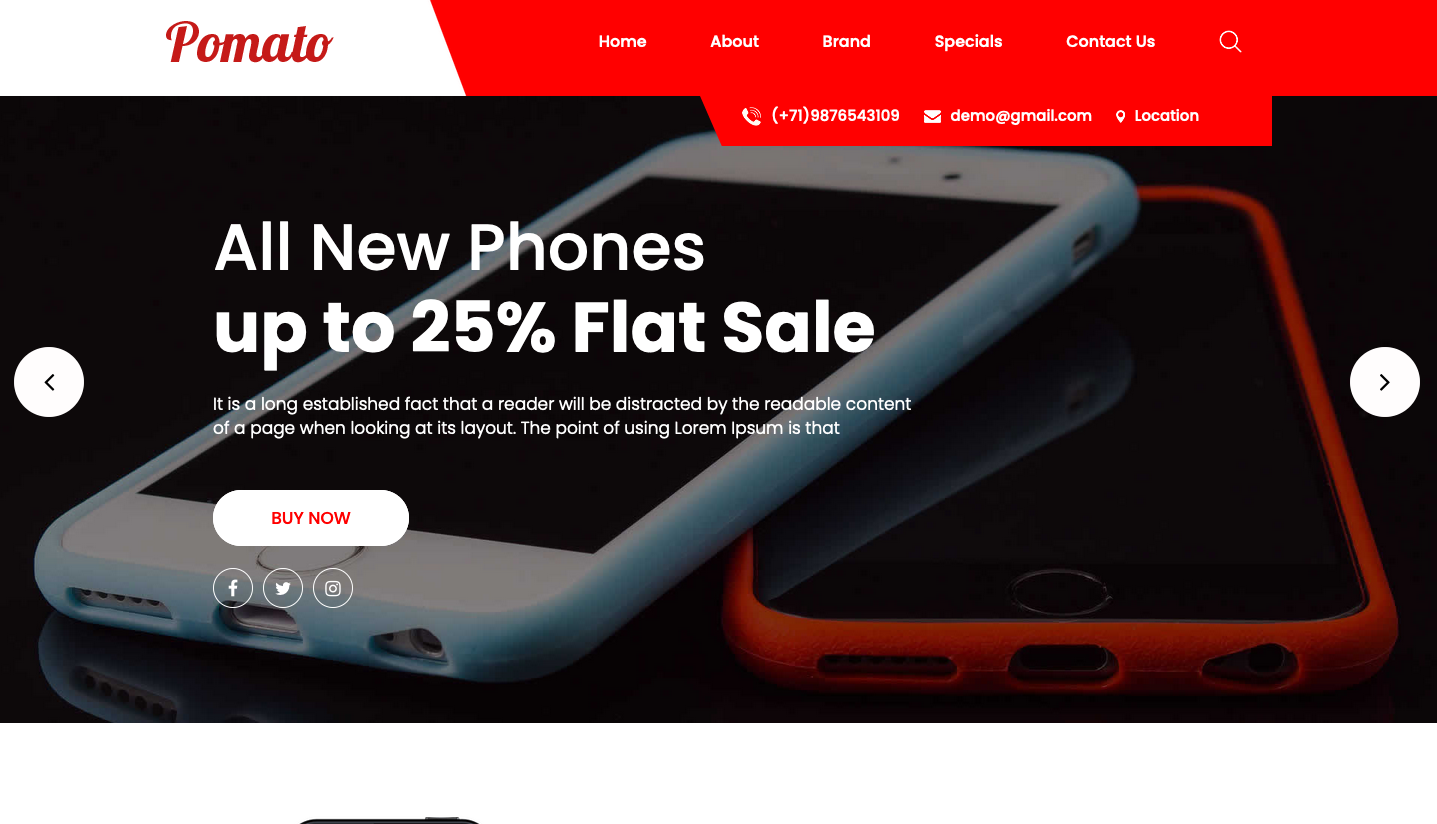 Pomato
Home About Brand Specials Contact Us
(+71)9876543109 demo@gmail.com Location
All New Phones
up to 25% Flat Sale
It is a long established fact that a reader will be distracted by the readable content
of a page when looking at its layout. The point of using Lorem Ipsum is that
BUY NOW